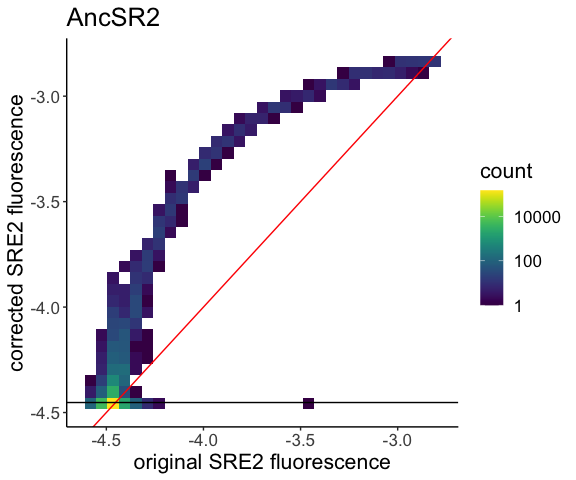 AncSR2
corrected SRE2 fluorescence
-3.0
-3.5
-4.0
-4.5
-4.5 -4.0 -3.5 -3.0
original SRE2 fluorescence
count
10000
100
1